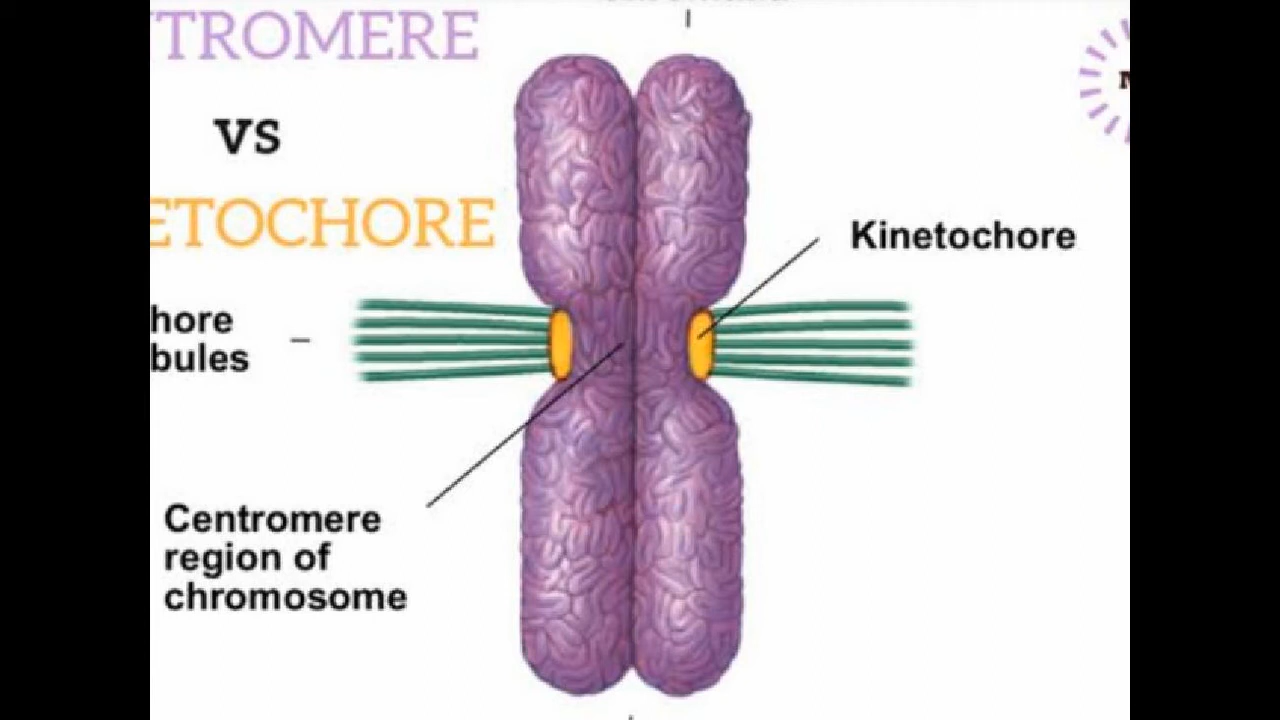 TROMERE
VS
ETOCHORE
Kinetochore
hore
bules
Centromere
region of
chromosome